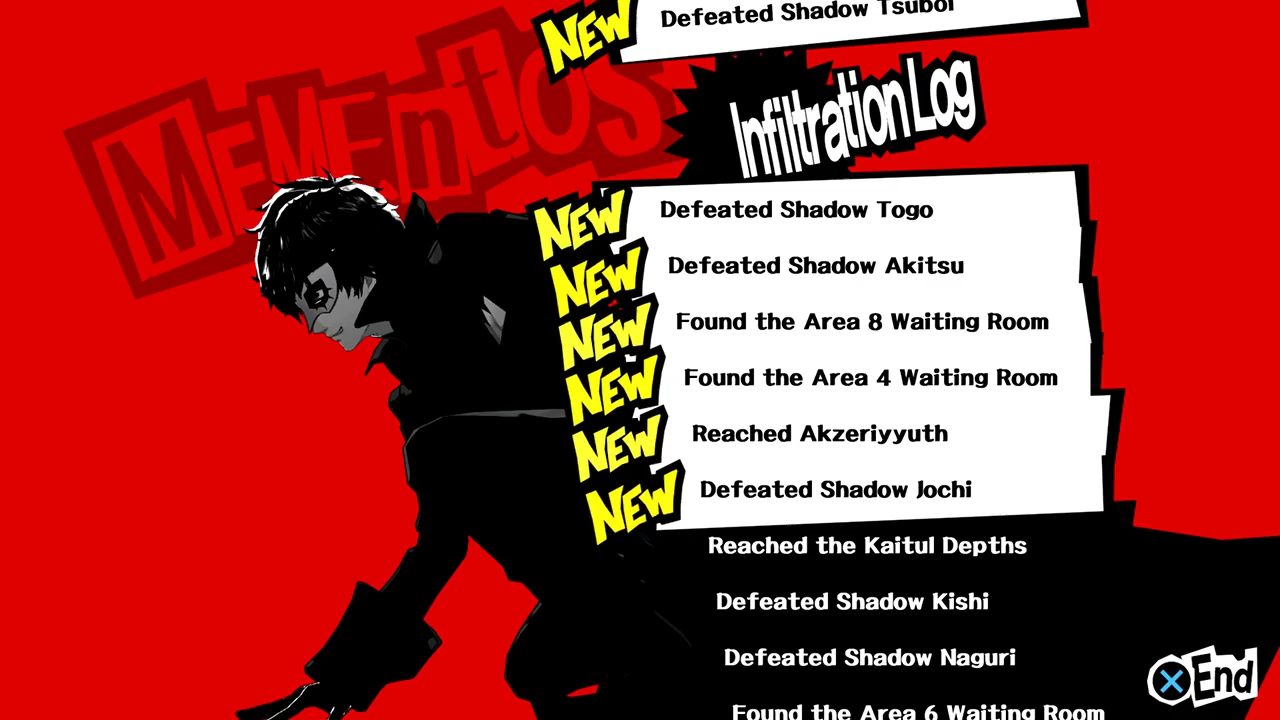 NEW Defeated Shadow Tsuboi
MEMENtOS
Infiltration Log
NEW Defeated Shadow Togo
NEW Defeated Shadow Akitsu
NEW Found the Area 8 Waiting Room
NEW Found the Area 4 Waiting Room
NEW Reached Akzeriyyuth
NEW Defeated Shadow Jochi
Reached the Kaitul Depths
Defeated Shadow Kishi
Defeated Shadow Naguri
Found the Area 6 Waiting Room
End